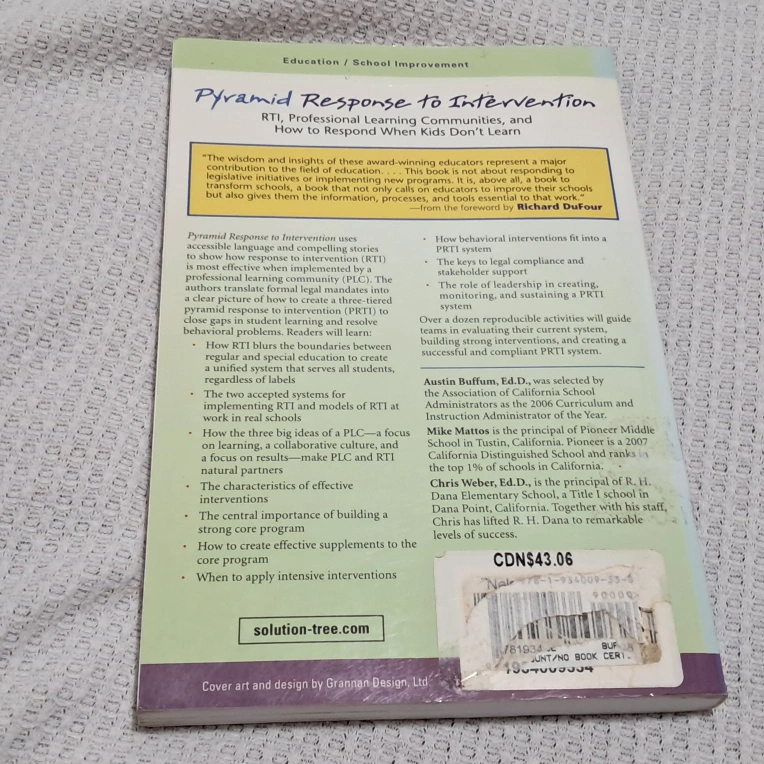 Education / School Improvement
Pyramid Response to Intervention
RTI, Professional Learning Communities, and
How to Respond When Kids Don't Learn
"The wisdom and insights of these award-winning educators represent a major
contribution to the field of education. . . . This book is not about responding to
legislative initiatives or implementing new programs. It is, above all, a book to
transform schools, a book that not only calls on educators to improve their schools
but also gives them the information, processes, and tools essential to that work."
—from the foreword by Richard DuFour
Pyramid Response to Intervention uses
accessible language and compelling stories
to show how response to intervention (RTI)
is most effective when implemented by a
professional learning community (PLC). The
authors translate formal legal mandates into
a clear picture of how to create a three-tiered
pyramid response to intervention (PRTI) to
close gaps in student learning and resolve
behavioral problems. Readers will learn:
• How RTI blurs the boundaries between
regular and special education to create
a unified system that serves all students,
regardless of labels
• The two accepted systems for
implementing RTI and models of RTI at
work in real schools
• How the three big ideas of a PLC—a focus
on learning, a collaborative culture, and
a focus on results—make PLC and RTI
natural partners
• The characteristics of effective
interventions
• The central importance of building a
strong core program
• How to create effective supplements to the
core program
• When to apply intensive interventions
solution-tree.com
• How behavioral interventions fit into a
PRTI system
• The keys to legal compliance and
stakeholder support
• The role of leadership in creating,
monitoring, and sustaining a PRTI
system
Over a dozen reproducible activities will guide
teams in evaluating their current system,
building strong interventions, and creating a
successful and compliant PRTI system.
Austin Buffum, Ed.D., was selected by
the Association of California School
Administrators as the 2006 Curriculum and
Instruction Administrator of the Year.
Mike Mattos is the principal of Pioneer Middle
School in Tustin, California. Pioneer is a 2007
California Distinguished School and ranks in
the top 1% of schools in California.
Chris Weber, Ed.D., is the principal of R. H.
Dana Elementary School, a Title I school in
Dana Point, California. Together with his staff,
Chris has lifted R. H. Dana to remarkable
levels of success.
CDN$43.06
90000
BUF
UNT/NO BOOK CERT.
Cover art and design by Grannan Design, Ltd